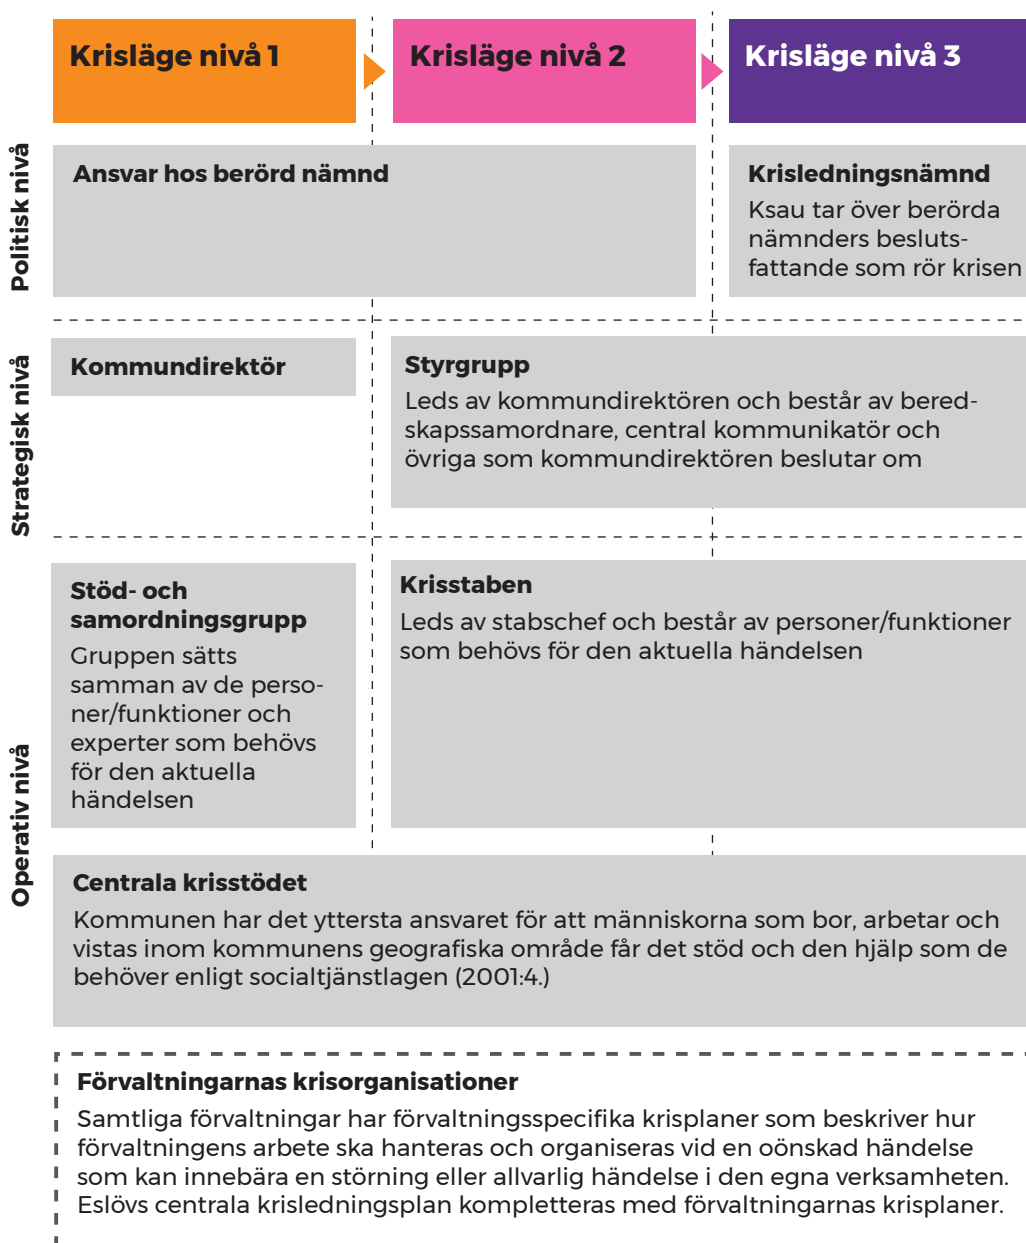 Krisläge nivå 1
Krisläge nivå 2
Krisläge nivå 3
Politisk nivå
Ansvar hos berörd nämnd
Krisledningsnämnd
Ksau tar över berörda
nämnders besluts-
fattande som rör krisen
Strategisk nivå
Kommundirektör
Styrgrupp
Leds av kommundirektören och består av bered-
skapssamordnare, central kommunikatör och
övriga som kommundirektören beslutar om
Operativ nivå
Stöd- och
samordningsgrupp
Gruppen sätts
samman av de perso-
ner/funktioner och
experter som behövs
för den aktuella
händelsen
Krisstaben
Leds av stabschef och består av personer/funktioner
som behövs för den aktuella händelsen
Centrala krisstödet
Kommunen har det yttersta ansvaret för att människorna som bor, arbetar och
vistas inom kommunens geografiska område får det stöd och den hjälp som de
behöver enligt socialtjänstlagen (2001:4.)
Förvaltningarnas krisorganisationer
Samtliga förvaltningar har förvaltningsspecifika krisplaner som beskriver hur
förvaltningens arbete ska hanteras och organiseras vid en oönskad händelse
som kan innebära en störning eller allvarlig händelse i den egna verksamheten.
Eslövs centrala krisledningsplan kompletteras med förvaltningarnas krisplaner.